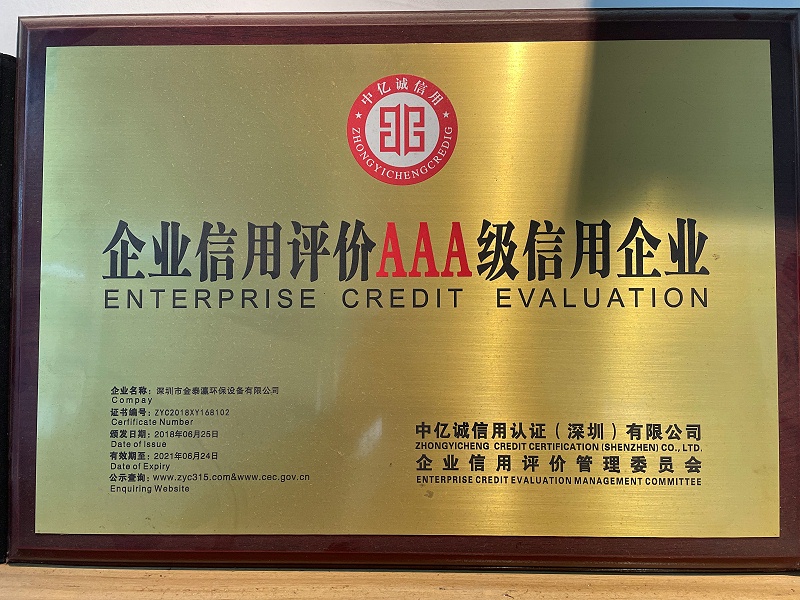 中亿诚信用
ZHONGYICHENGCREDIG
企业信用评价AAA级信用企业
ENTERPRISE CREDIT EVALUATION
企业名称：深圳市金泰瀛环保设备有限公司
Compay
证书编号：ZYC2018XY168102
Certificate Number
颁发日期：2018年06月25日
Date of Issue
有效期至：2021年06月24日
Date of Expiry
公示查询：www.zyc315.com&www.cec.gov.cn
Enquiring Website
中亿诚信用认证（深圳）有限公司
ZHONGYICHENG CREDIT CERTIFICATION (SHENZHEN) CO., LTD.
企业信用评价管理委员会
ENTERPRISE CREDIT EVALUATION MANAGEMENT COMMITTEE